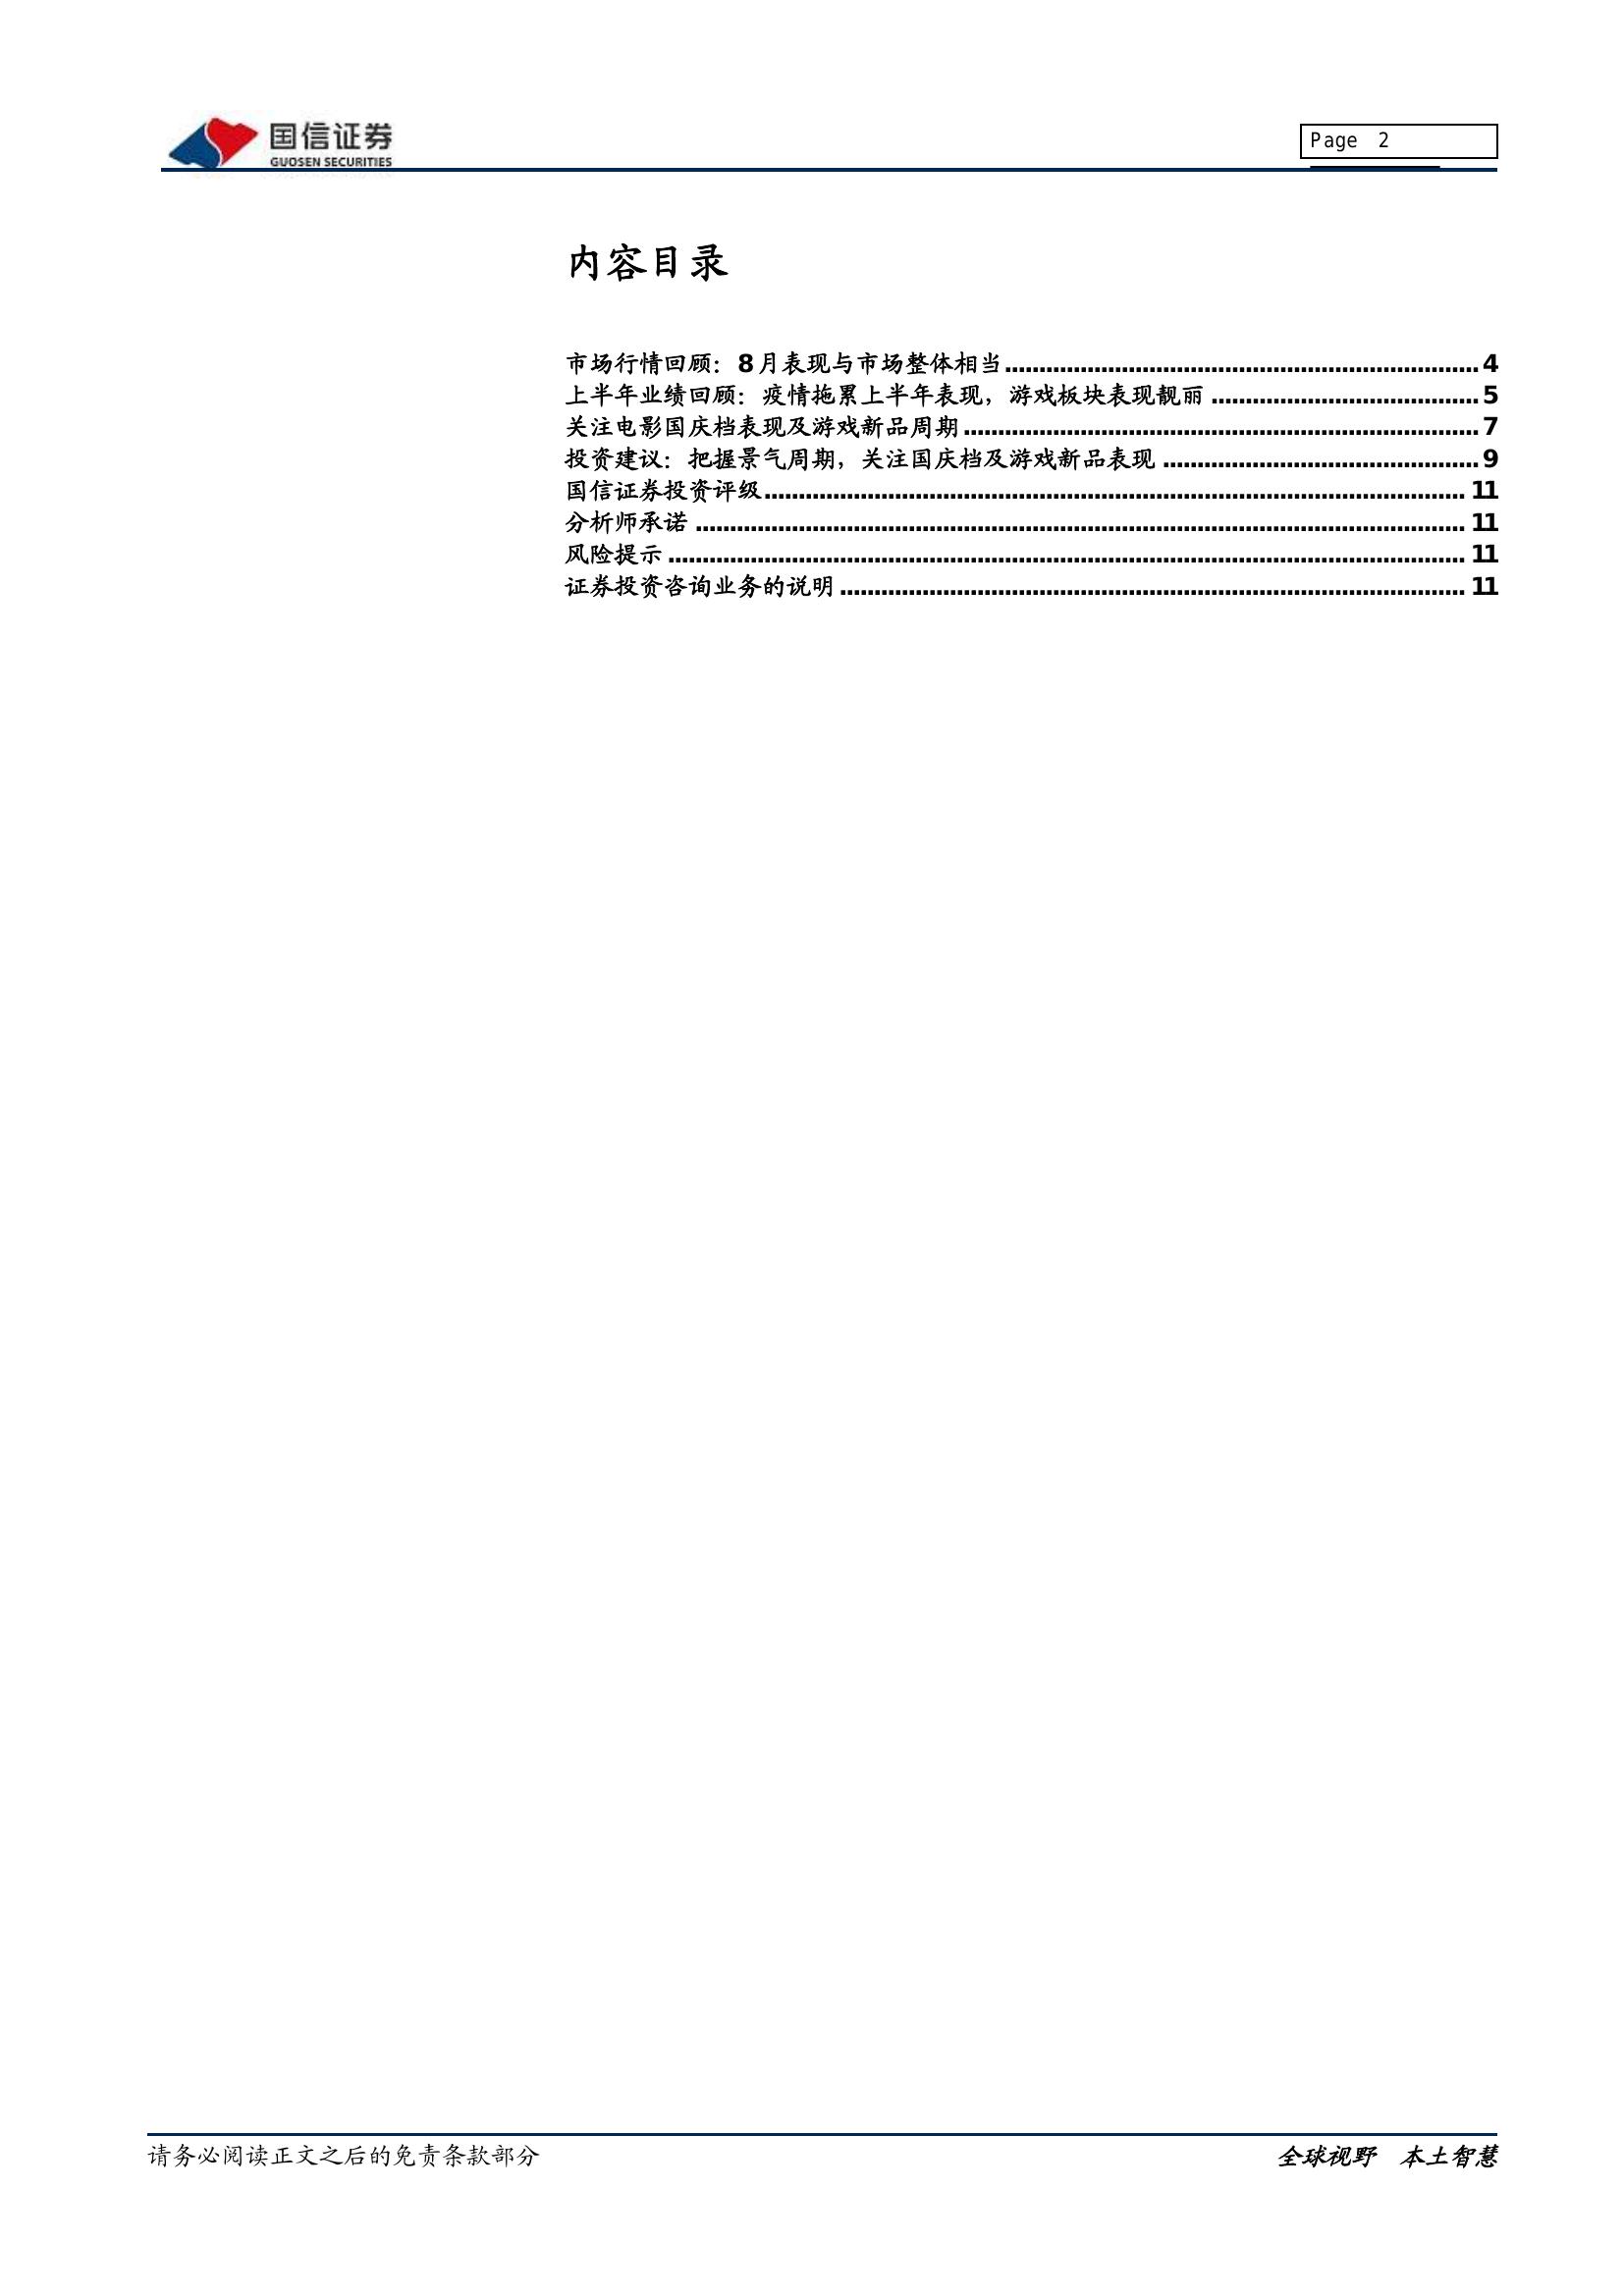 国信证券
GUOSEN SECURITIES
Page 2
内容目录
市场行情回顾：8月表现与市场整体相当........................................................................4
上半年业绩回顾：疫情拖累上半年表现，游戏板块表现靓丽........................................5
关注电影国庆档表现及游戏新品周期..............................................................................7
投资建议：把握景气周期，关注国庆档及游戏新品表现................................................9
国信证券投资评级..........................................................................................................11
分析师承诺....................................................................................................................11
风险提示........................................................................................................................11
证券投资咨询业务的说明..............................................................................................11
请务必阅读正文之后的免责条款部分
全球视野 本土智慧